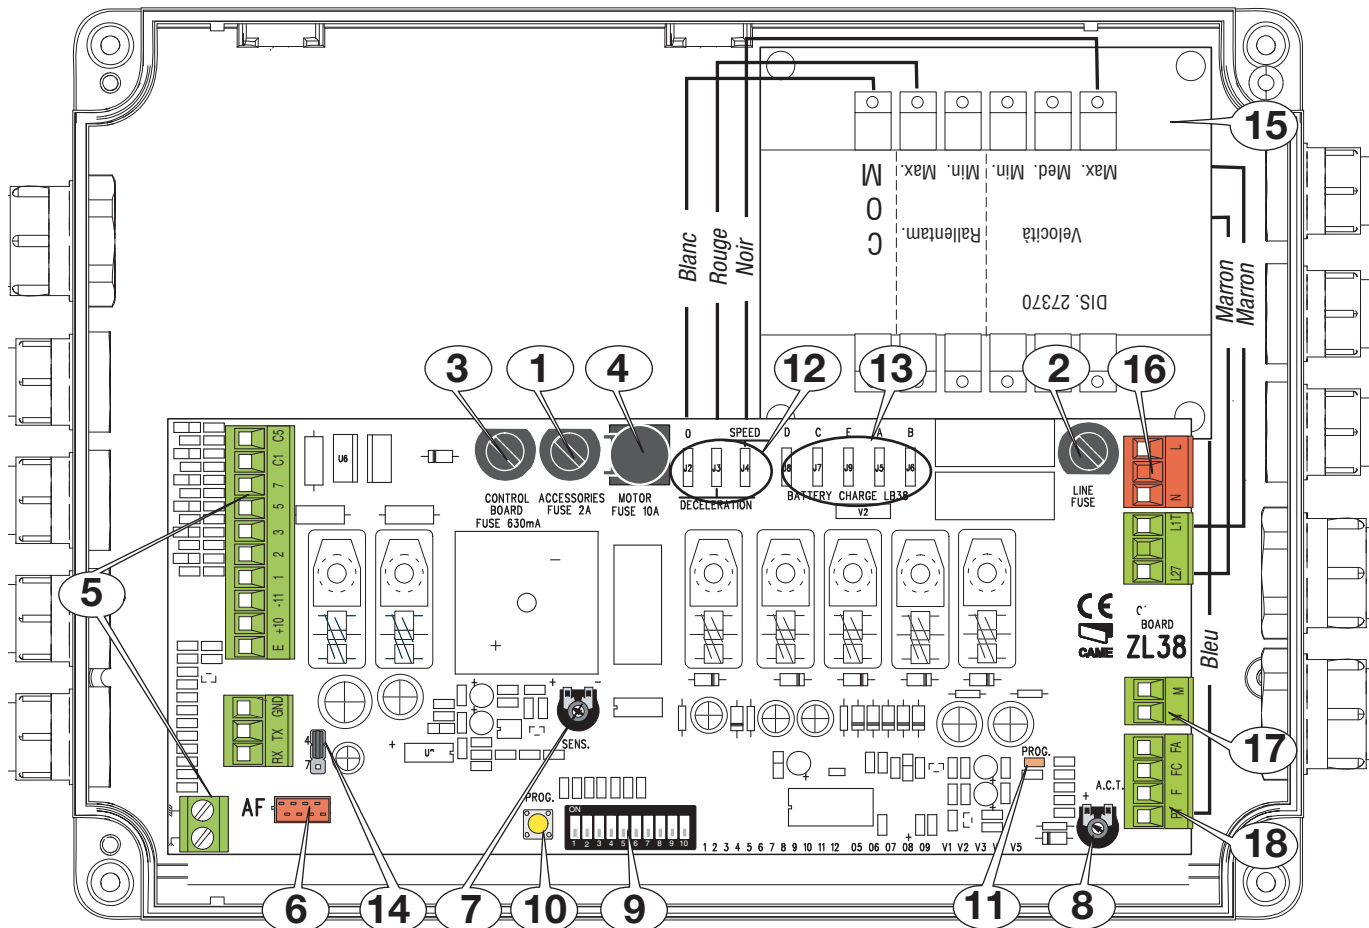 15
Max.
Med.
Min.
Min.
Max.
COM
Velocità
Rallentam.
DIS. 27370
Blanc
Rouge
Noir
Marron
Marron
3
1
4
12
13
2
16
O SPEED D C E A B
J2 J3 J4 J8 J7 J9 J5 J6
DECELERATION
BATTERY CHARGE LB38
V2
CONTROL
BOARD
FUSE 630mA
ACCESSORIES
FUSE 2A
MOTOR
FUSE 10A
LINE
FUSE
U6
C5
C1
7
5
3
2
1
-11
+10
E
5
L
N
L1T
L27
CE
CAME
BOARD
ZL38
Bleu
GND
TX
RX
4
7
SENS.
+ -
M
17
FA
FC
F
18
PROG.
A.C.T.
AF
PROG.
ON
1 2 3 4 5 6 7 8 9 10
1 2 3 4 5 6 7 8 9 10 11 12 05 06 07 08 09 V1 V2 V3 V5
6
14
7
10
9
11
8